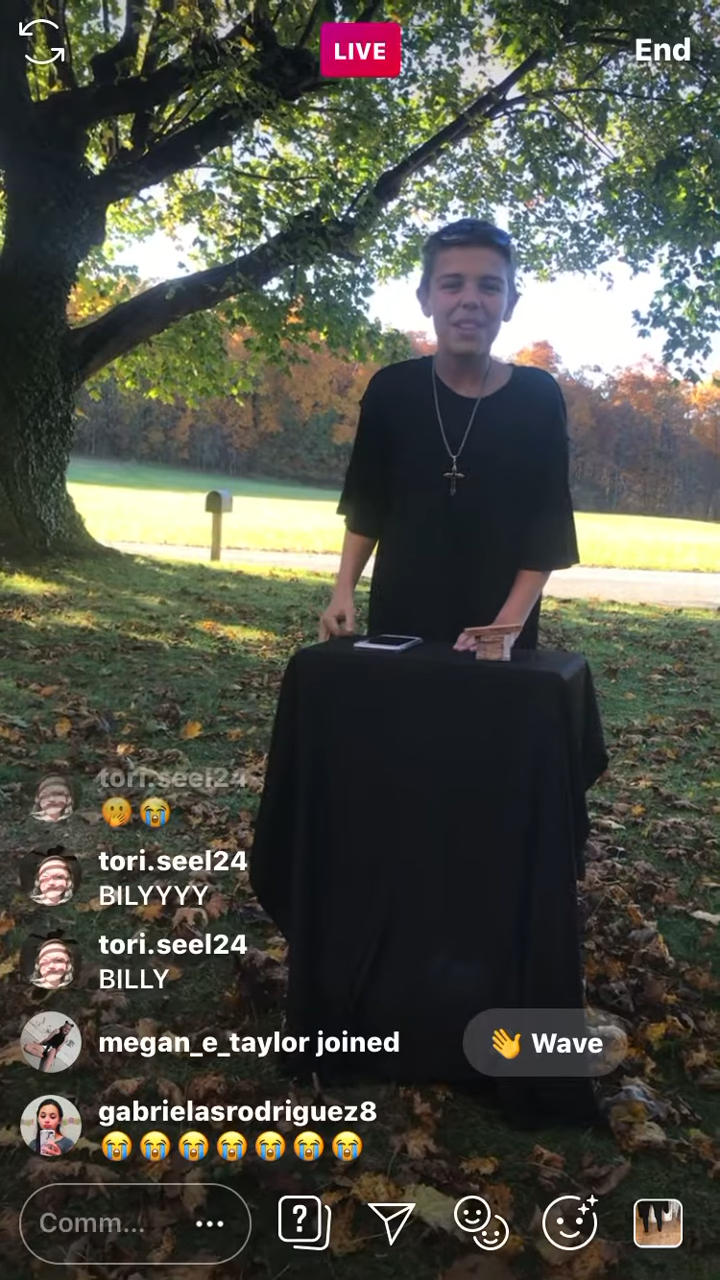 LIVE
End
tori.seel24
🫢😭
tori.seel24
BILYYYY
tori.seel24
BILLY
megan_e_taylor joined
👋 Wave
gabrielasrodriguez8
😭😭😭😭😭😭😭
Comm...